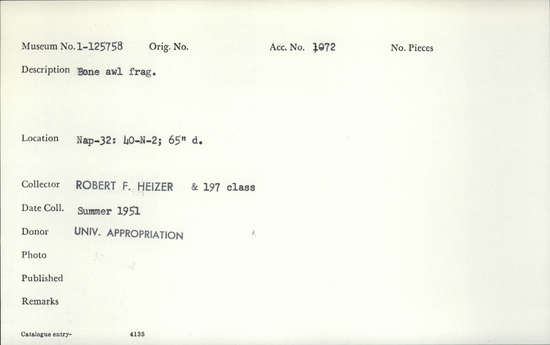 Museum No. 1-125758 Orig. No. Acc. No. 1072 No. Pieces
Description Bone awl frag.
Location Nap-32: 40-N-2; 65" d.
Collector ROBERT F. HEIZER & 197 class
Date Coll. Summer 1951
Donor UNIV. APPROPRIATION
Photo
Published
Remarks
Catalogue entry- 4135